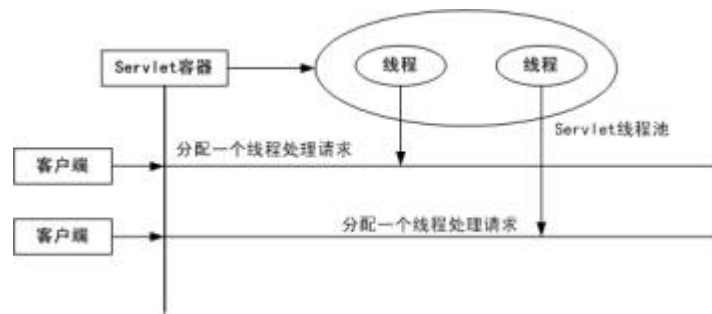 Servlet容器
线程
线程
Servlet线程池
分配一个线程处理请求
客户端
分配一个线程处理请求
客户端